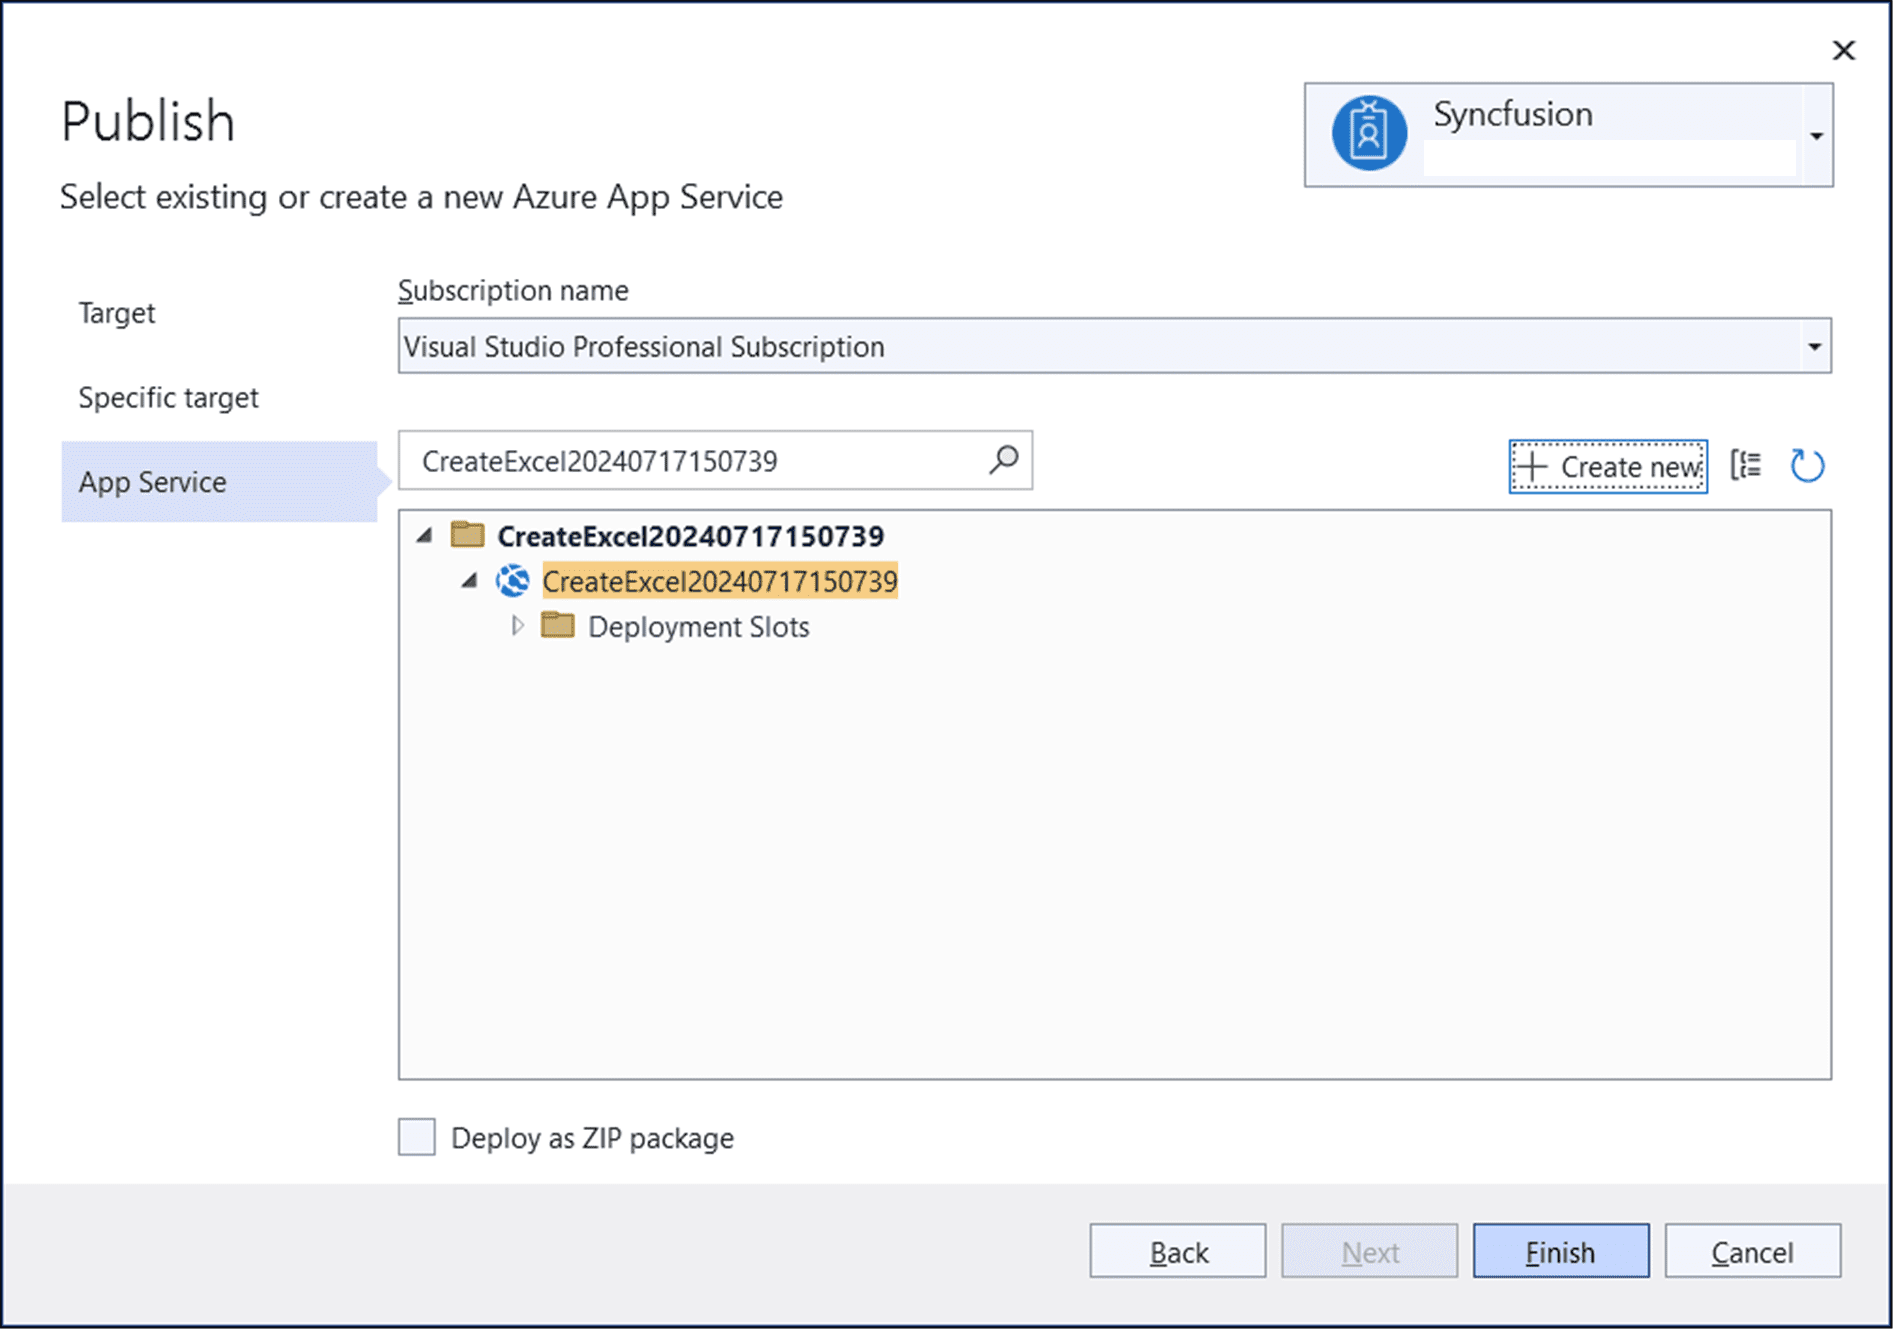 Publish
Syncfusion
Select existing or create a new Azure App Service
Target
Specific target
App Service
Subscription name
Visual Studio Professional Subscription
CreateExcel20240717150739
Create new
CreateExcel20240717150739
CreateExcel20240717150739
Deployment Slots
Deploy as ZIP package
Back
Next
Finish
Cancel